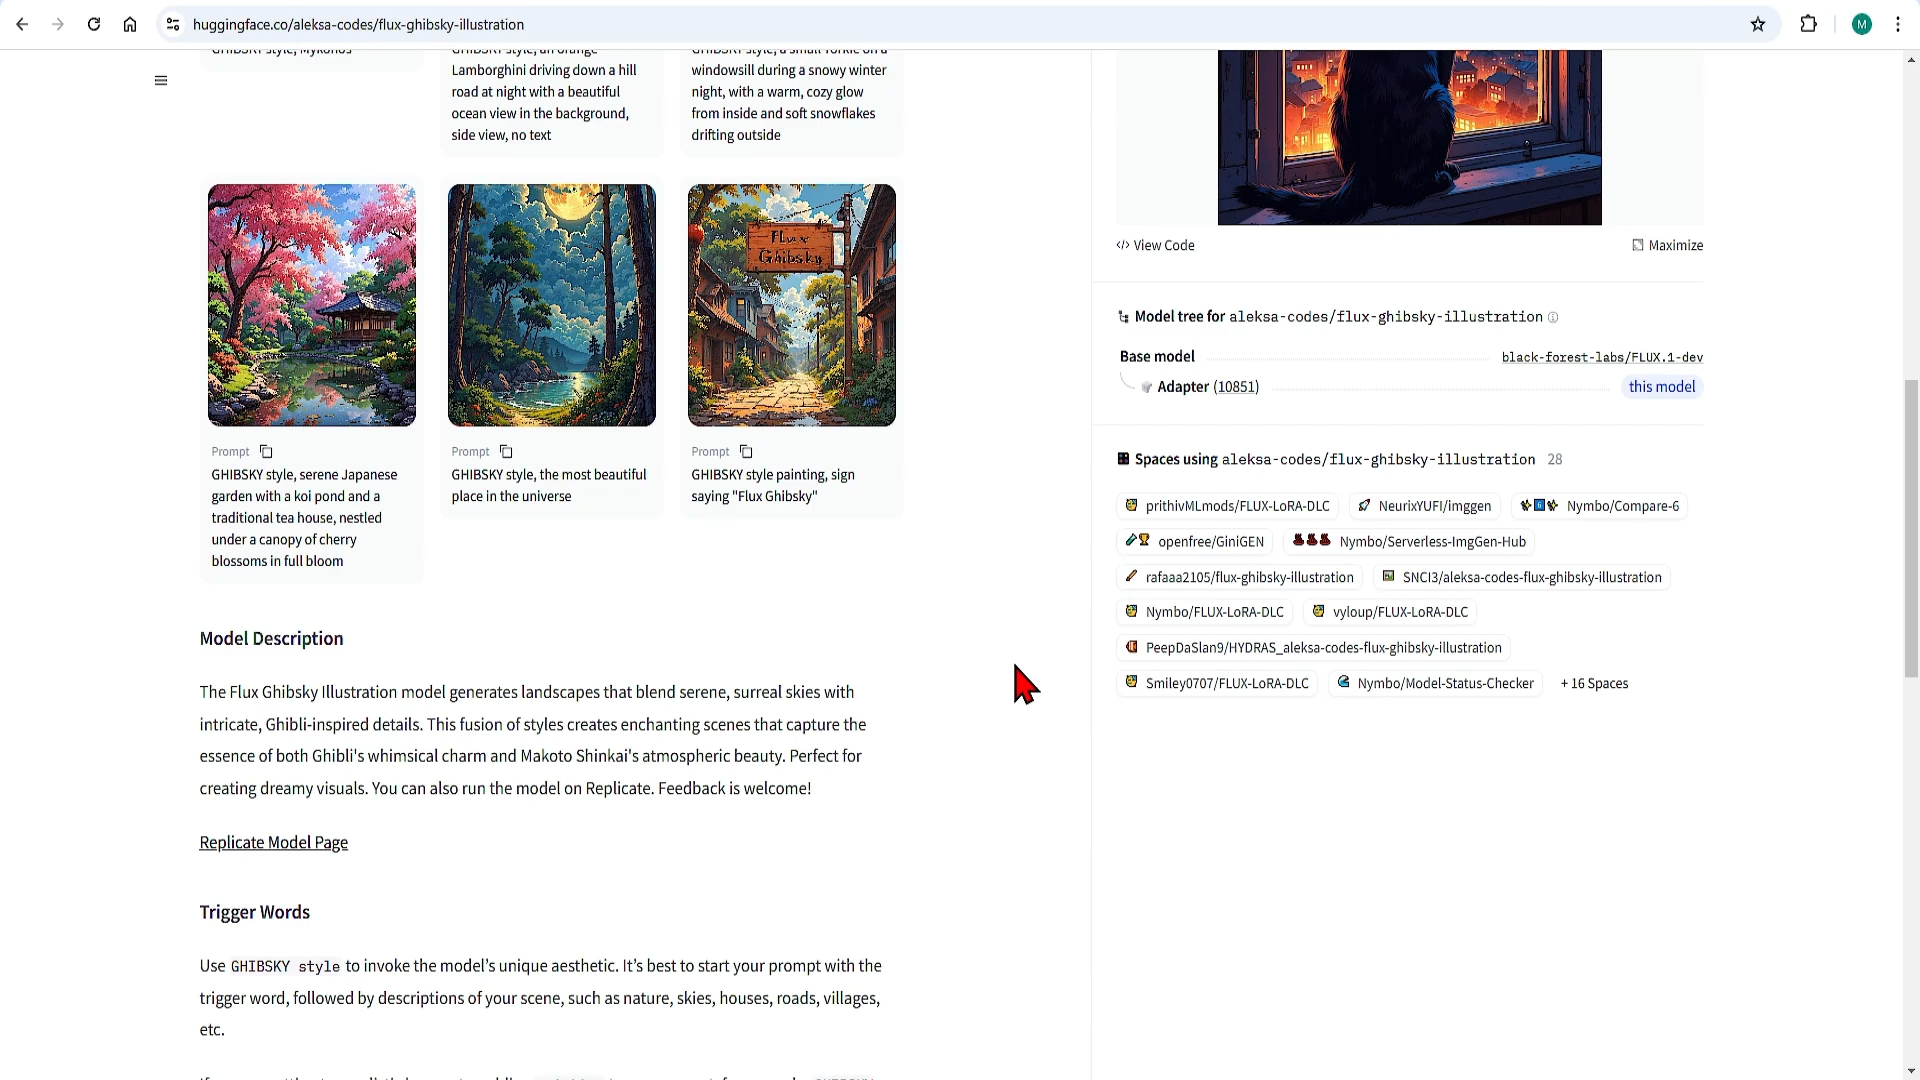 huggingface.co/aleksa-codes/flux-ghibsky-illustration
M
GHIBSKY style, Mykonos
GHIBSKY style, an orange
Lamborghini driving down a hill
road at night with a beautiful
ocean view in the background,
side view, no text
GHIBSKY style, a small Yorkie on a
windowsill during a snowy winter
night, with a warm, cozy glow
from inside and soft snowflakes
drifting outside
Flux
Ghibsky
Prompt
GHIBSKY style, serene Japanese
garden with a koi pond and a
traditional tea house, nestled
under a canopy of cherry
blossoms in full bloom
Prompt
GHIBSKY style, the most beautiful
place in the universe
Prompt
GHIBSKY style painting, sign
saying "Flux Ghibsky"
Model Description
The Flux Ghibsky Illustration model generates landscapes that blend serene, surreal skies with
intricate, Ghibli-inspired details. This fusion of styles creates enchanting scenes that capture the
essence of both Ghibli's whimsical charm and Makoto Shinkai's atmospheric beauty. Perfect for
creating dreamy visuals. You can also run the model on Replicate. Feedback is welcome!
Replicate Model Page
Trigger Words
Use GHIBSKY style to invoke the model's unique aesthetic. It's best to start your prompt with the
trigger word, followed by descriptions of your scene, such as nature, skies, houses, roads, villages,
etc.
</> View Code
Maximize
Model tree for aleksa-codes/flux-ghibsky-illustration
Base model
black-forest-labs/FLUX.1-dev
Adapter (10851)
this model
Spaces using aleksa-codes/flux-ghibsky-illustration 28
prithivMLmods/FLUX-LoRA-DLC
NeurixYUFI/imggen
Nymbo/Compare-6
openfree/GiniGEN
Nymbo/Serverless-ImgGen-Hub
rafaaa2105/flux-ghibsky-illustration
SNCI3/aleksa-codes-flux-ghibsky-illustration
Nymbo/FLUX-LoRA-DLC
vyloup/FLUX-LoRA-DLC
PeepDaSlan9/HYDRAS_aleksa-codes-flux-ghibsky-illustration
Smiley0707/FLUX-LoRA-DLC
Nymbo/Model-Status-Checker
+ 16 Spaces